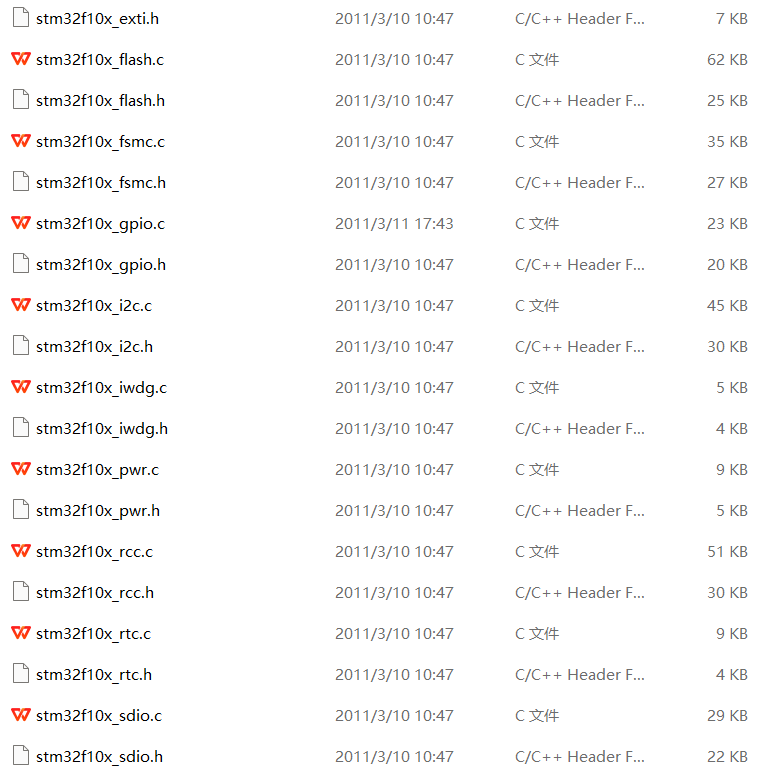 stm32f10x_exti.h 2011/3/10 10:47 C/C++ Header F... 7 KB
stm32f10x_flash.c 2011/3/10 10:47 C 文件 62 KB
stm32f10x_flash.h 2011/3/10 10:47 C/C++ Header F... 25 KB
stm32f10x_fsmc.c 2011/3/10 10:47 C 文件 35 KB
stm32f10x_fsmc.h 2011/3/10 10:47 C/C++ Header F... 27 KB
stm32f10x_gpio.c 2011/3/11 17:43 C 文件 23 KB
stm32f10x_gpio.h 2011/3/10 10:47 C/C++ Header F... 20 KB
stm32f10x_i2c.c 2011/3/10 10:47 C 文件 45 KB
stm32f10x_i2c.h 2011/3/10 10:47 C/C++ Header F... 30 KB
stm32f10x_iwdg.c 2011/3/10 10:47 C 文件 5 KB
stm32f10x_iwdg.h 2011/3/10 10:47 C/C++ Header F... 4 KB
stm32f10x_pwr.c 2011/3/10 10:47 C 文件 9 KB
stm32f10x_pwr.h 2011/3/10 10:47 C/C++ Header F... 5 KB
stm32f10x_rcc.c 2011/3/10 10:47 C 文件 51 KB
stm32f10x_rcc.h 2011/3/10 10:47 C/C++ Header F... 30 KB
stm32f10x_rtc.c 2011/3/10 10:47 C 文件 9 KB
stm32f10x_rtc.h 2011/3/10 10:47 C/C++ Header F... 4 KB
stm32f10x_sdio.c 2011/3/10 10:47 C 文件 29 KB
stm32f10x_sdio.h 2011/3/10 10:47 C/C++ Header F... 22 KB